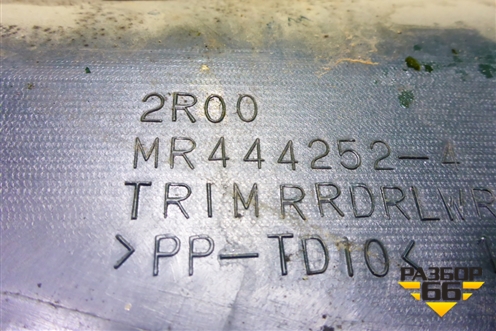 2R00
MR444252-
TRIM RRDRLWR
>PP-TD10<
РАЗБОР
66